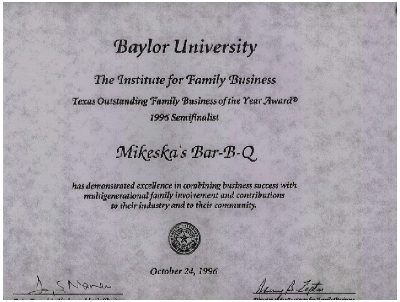 Baylor University
The Institute for Family Business
Texas Outstanding Family Business of the Year Award®
1996 Semifinalist
Mikeska's Bar-B-Q
has demonstrated excellence in combining business success with
multigenerational family involvement and contributions
to their industry and to their community.
October 24, 1996